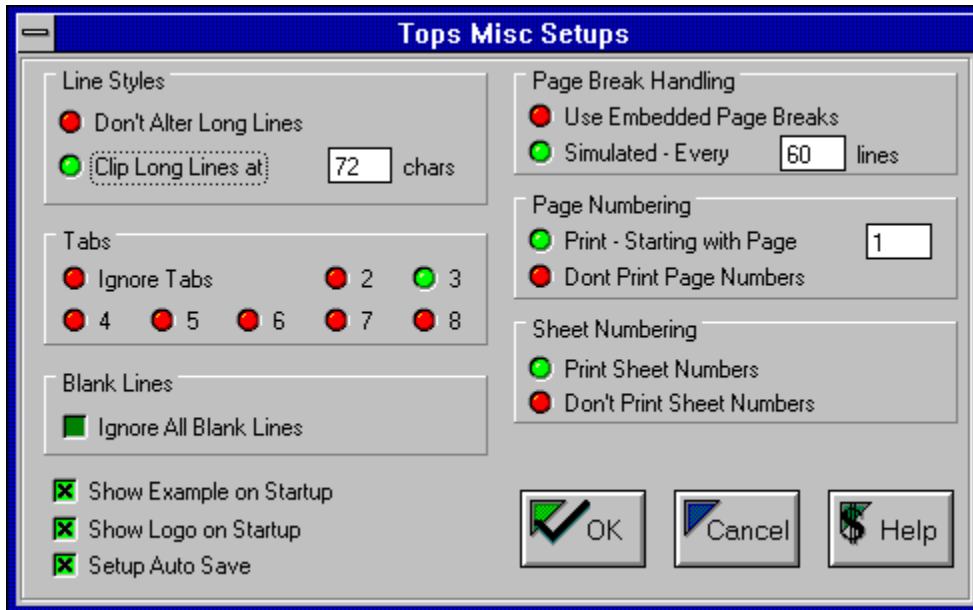 Tops Misc Setups
Line Styles
Don't Alter Long Lines
Clip Long Lines at 72 chars
Tabs
Ignore Tabs 2 3
4 5 6 7 8
Blank Lines
Ignore All Blank Lines
Show Example on Startup
Show Logo on Startup
Setup Auto Save
Page Break Handling
Use Embedded Page Breaks
Simulated - Every 60 lines
Page Numbering
Print - Starting with Page 1
Dont Print Page Numbers
Sheet Numbering
Print Sheet Numbers
Don't Print Sheet Numbers
OK Cancel $ Help